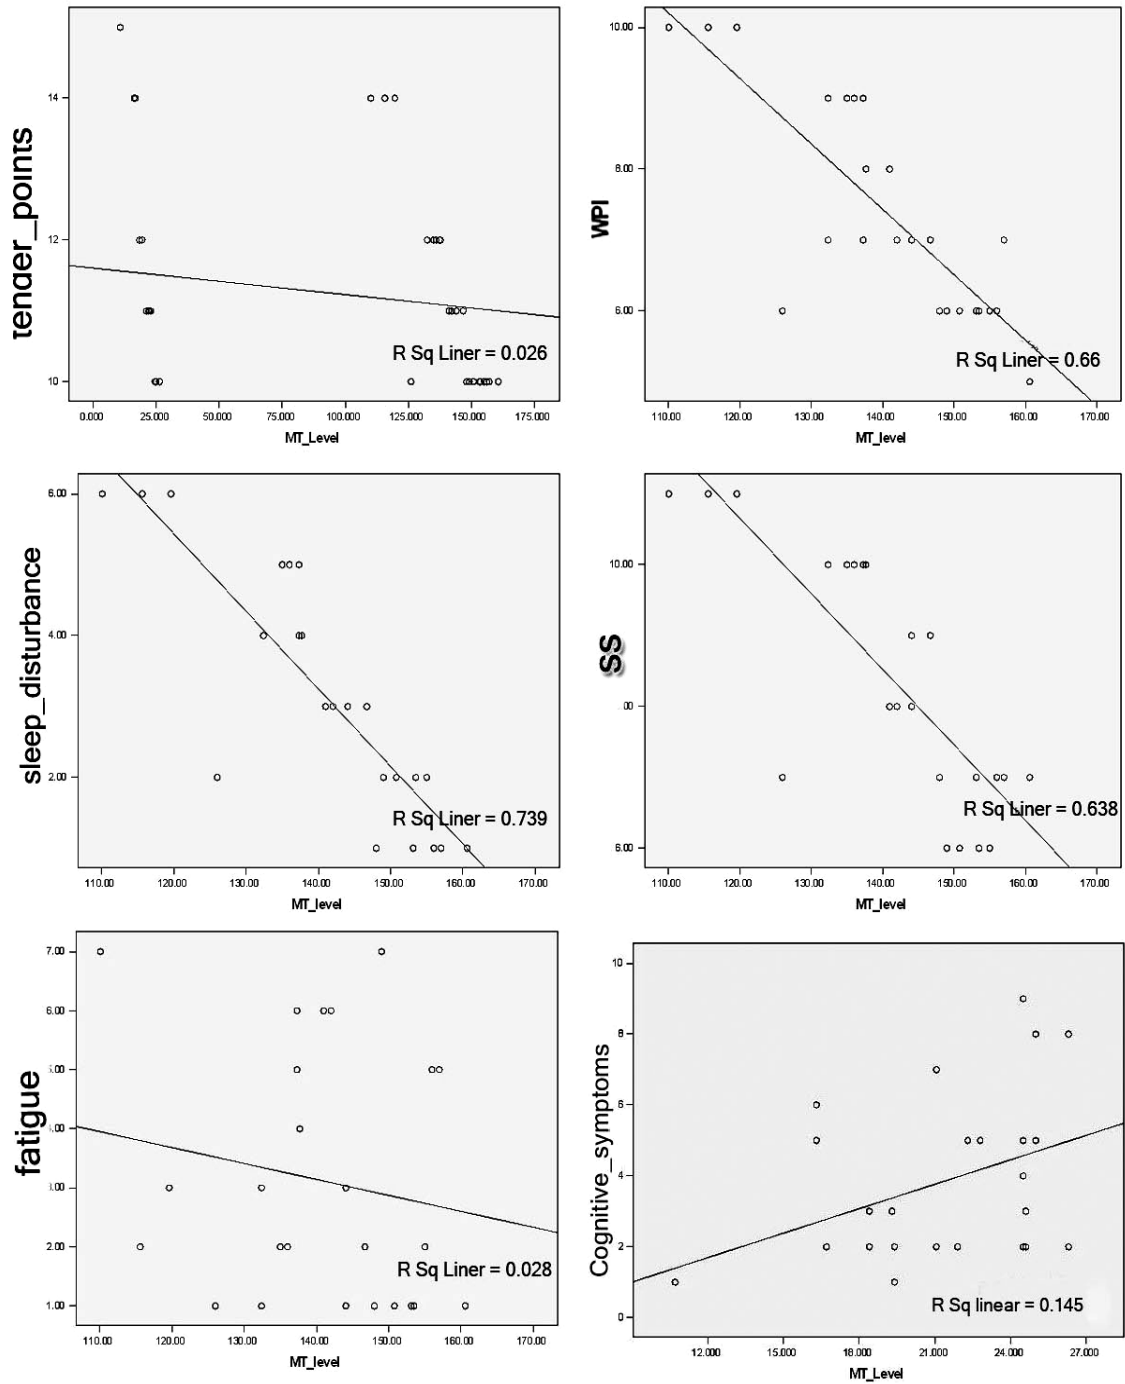 tender_points
14
12
10
R Sq Liner = 0.026
0.000 25.000 50.000 75.000 100.000 125.000 150.000 175.000
MT_Level
WPI
10.00
8.00
6.00
R Sq Liner = 0.66
110.00 120.00 130.00 140.00 150.00 160.00 170.00
MT_level
sleep_disturbance
6.00
4.00
2.00
R Sq Liner = 0.739
110.00 120.00 130.00 140.00 150.00 160.00 170.00
MT_level
SS
10.00
.00
6.00
R Sq Liner = 0.638
110.00 120.00 130.00 140.00 150.00 160.00 170.00
MT_level
fatigue
7.00
6.00
.00
.00
.00
2.00
1.00
R Sq Liner = 0.028
110.00 120.00 130.00 140.00 150.00 160.00 170.00
MT_level
Cognitive_symptoms
10
8
6
4
2
0
R Sq linear = 0.145
12.000 15.000 18.000 21.000 24.000 27.000
MT_Level